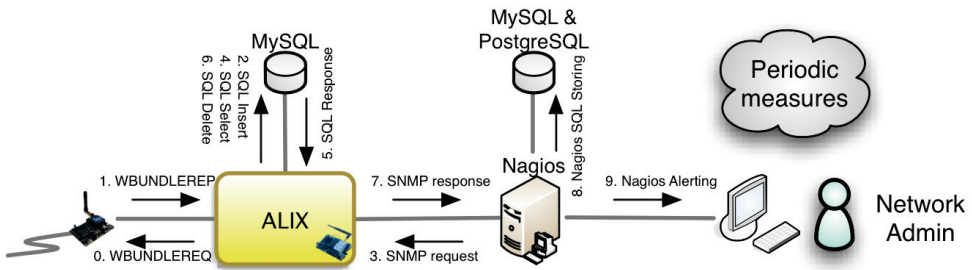 MySQL
MySQL &
PostgreSQL
Periodic
measures
6. SQL Delete
4. SQL Select
2. SQL Insert
5. SQL Response
8. Nagios SQL Storing
Nagios
1. WBUNDLEREP
ALIX
7. SNMP response
9. Nagios Alerting
0. WBUNDLEREQ
3. SNMP request
Network
Admin